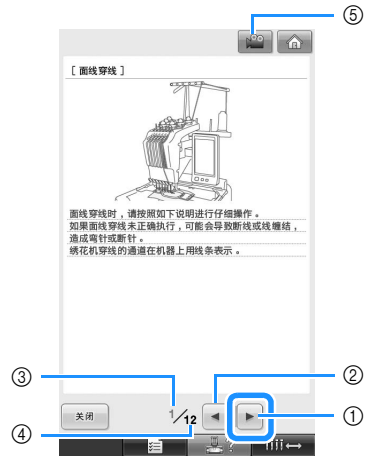 ⑤
[ 面线穿线 ]
面线穿线时，请按照如下说明进行仔细操作。
如果面线穿线未正确执行，可能会导致断线或线缠结，
造成弯针或断针。
绣花机穿线的通道在机器上用线条表示。
③
②
关闭
1/12
①
④
?